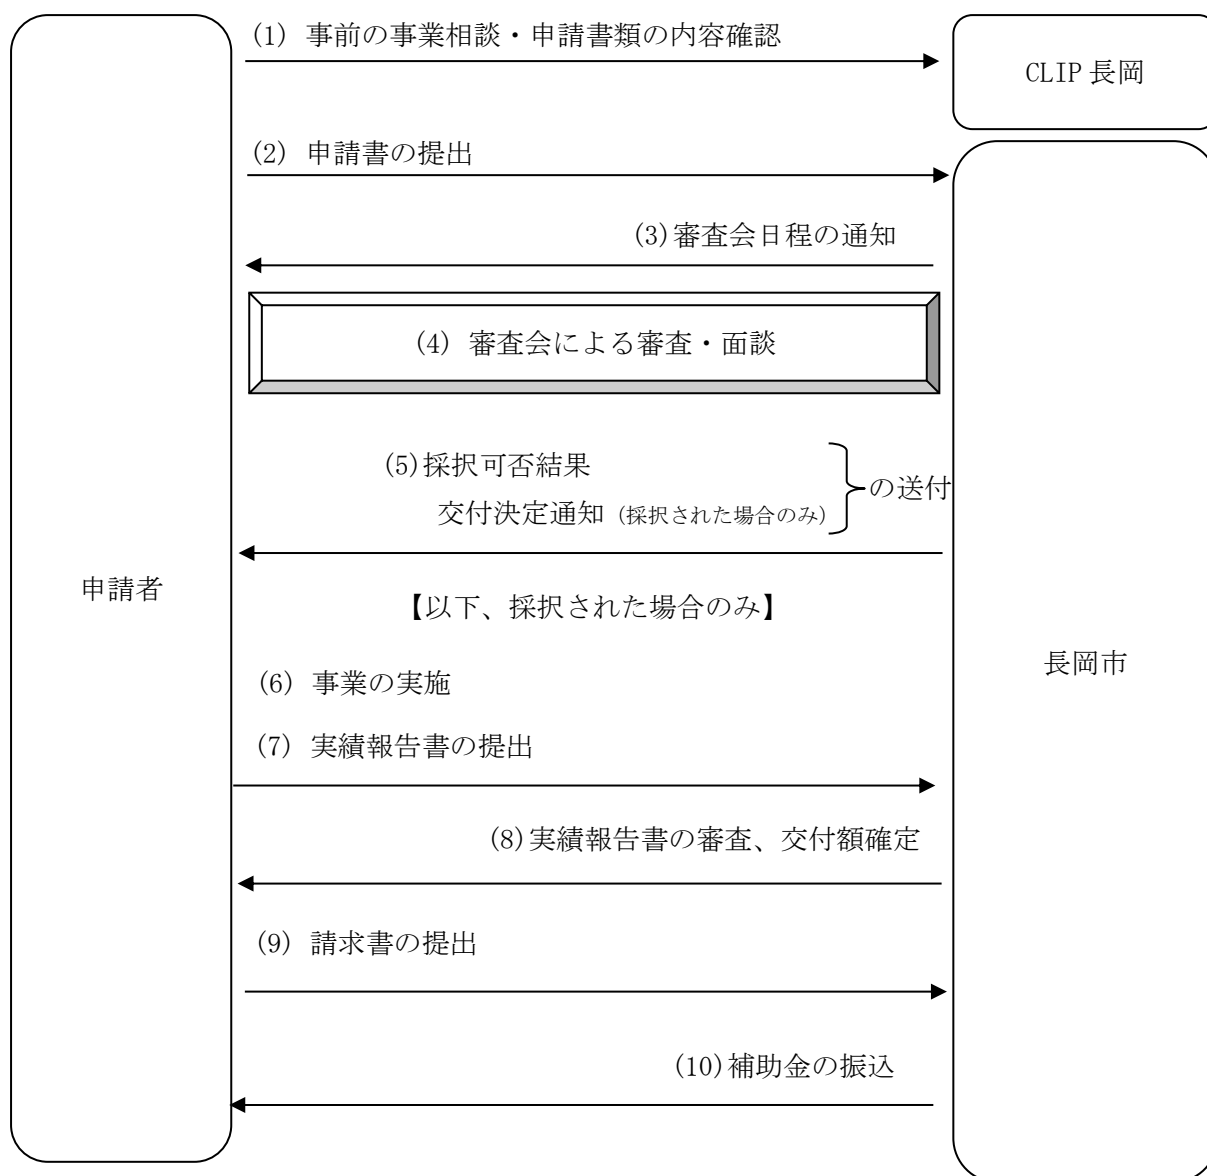 (1) 事前の事業相談・申請書類の内容確認
CLIP 長岡
(2) 申請書の提出
(3)審査会日程の通知
(4) 審査会による審査・面談
(5)採択可否結果
交付決定通知 (採択された場合のみ)
の送付
申請者
【以下、採択された場合のみ】
長岡市
(6) 事業の実施
(7) 実績報告書の提出
(8)実績報告書の審査、交付額確定
(9) 請求書の提出
(10)補助金の振込